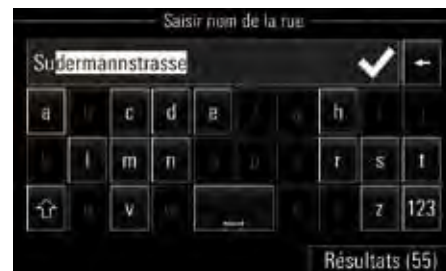 Saisir nom de la rue
Sudermannstrasse
a c d e h
l m n r s t
v z 123
Résultats (55)